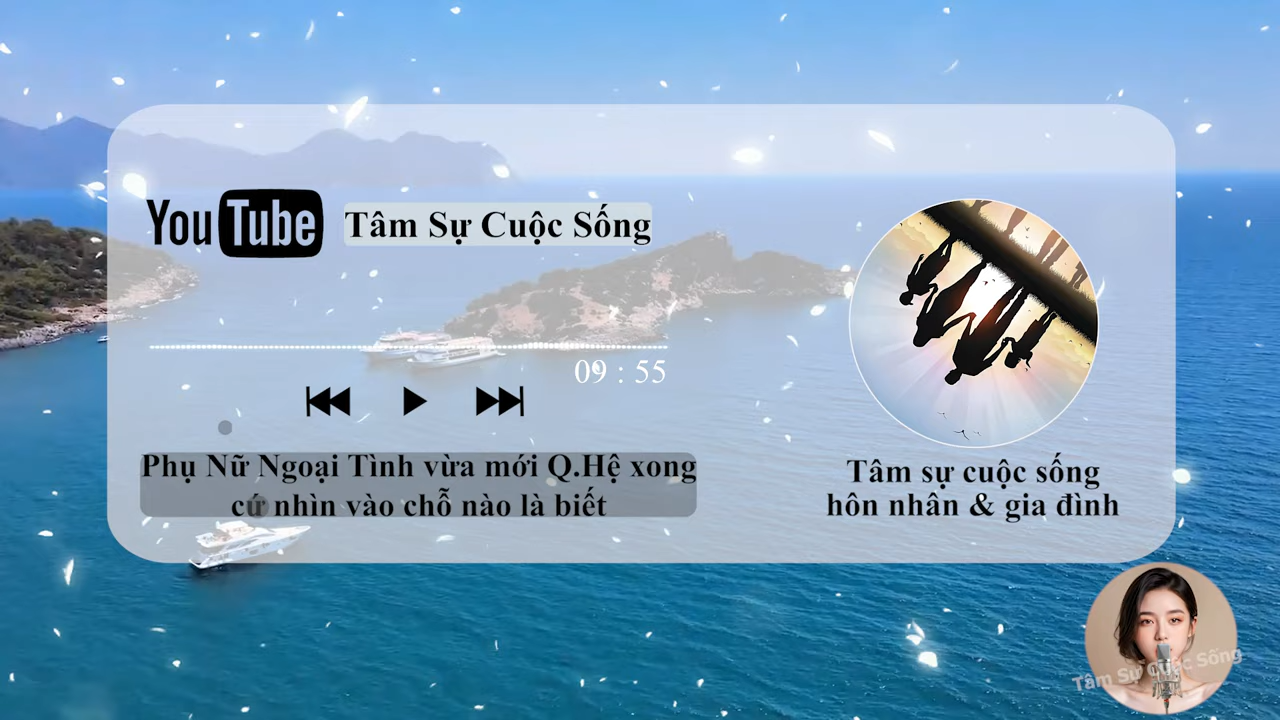 YouTube Tâm Sự Cuộc Sống
09 : 55
Phụ Nữ Ngoại Tình vừa mới Q.Hệ xong
cứ nhìn vào chỗ nào là biết
Tâm sự cuộc sống
hôn nhân & gia đình
Tâm Sự Cuộc Sống